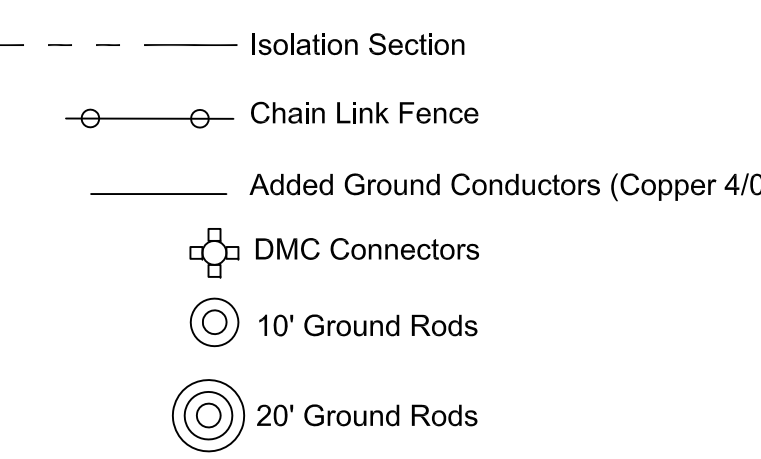 Isolation Section
Chain Link Fence
Added Ground Conductors (Copper 4/0
DMC Connectors
10' Ground Rods
20' Ground Rods